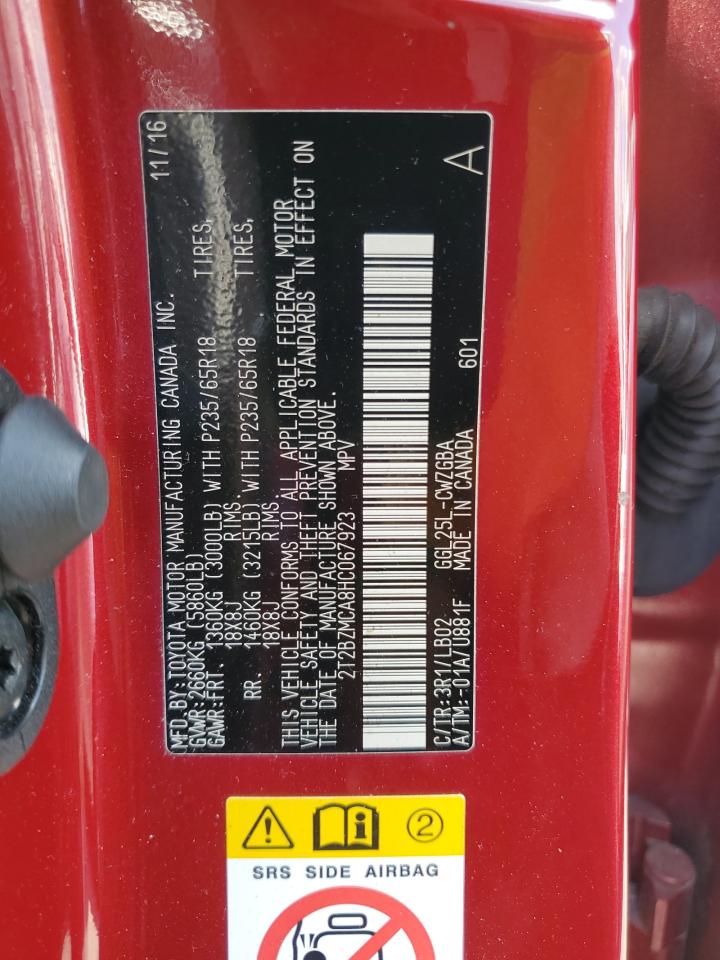 MFD.BY:TOYOTA MOTOR MANUFACTURING CANADA INC. 11/16
GVWR:2660KG (5860LB)
GAWR:FRT. 1360KG (3000LB) WITH P235/65R18 TIRES,
18X8J RIMS,
RR. 1460KG (3215LB) WITH P235/65R18 TIRES,
18X8J RIMS.
THIS VEHICLE CONFORMS TO ALL APPLICABLE FEDERAL MOTOR
VEHICLE SAFETY AND THEFT PREVENTION STANDARDS IN EFFECT ON
THE DATE OF MANUFACTURE SHOWN ABOVE.
2T2BZMCA8HC067923 MPV
C/TR:3R1/LB02 GGL25L-CWZGBA
A/TM:-01A/U881F MADE IN CANADA 601 A
2
SRS SIDE AIRBAG